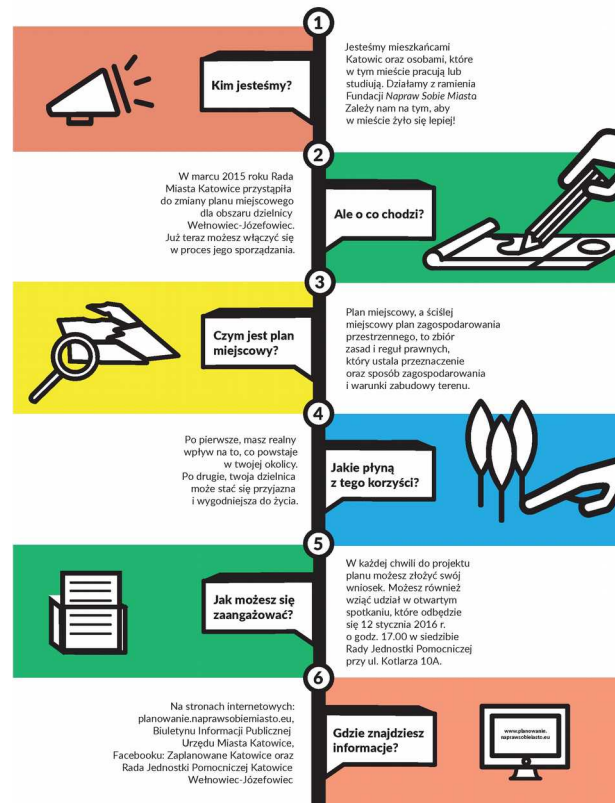 1
Kim jesteśmy?
Jesteśmy mieszkańcami
Katowic oraz osobami, które
w tym mieście pracują lub
studiują. Działamy z ramienia
Fundacji Napraw Sobie Miasta
Zależy nam na tym, aby
w mieście żyło się lepiej!
2
W marcu 2015 roku Rada
Miasta Katowice przystąpiła
do zmiany planu miejscowego
dla obszaru dzielnicy
Wełnowiec-Józefowiec.
Już teraz możesz włączyć się
w proces jego sporządzania.
Ale o co chodzi?
3
Czym jest plan
miejscowy?
Plan miejscowy, a ściślej
miejscowy plan zagospodarowania
przestrzennego, to zbiór
zasad i reguł prawnych,
który ustala przeznaczenie
oraz sposób zagospodarowania
i warunki zabudowy terenu.
4
Po pierwsze, masz realny
wpływ na to, co powstaje
w twojej okolicy.
Po drugie, twoja dzielnica
może stać się przyjazna
i wygodniejsza do życia.
Jakie płyną
z tego korzyści?
5
Jak możesz się
zaangażować?
W każdej chwili do projektu
planu możesz złożyć swój
wniosek. Możesz również
wziąć udział w otwartym
spotkaniu, które odbędzie
się 12 stycznia 2016 r.
o godz. 17.00 w siedzibie
Rady Jednostki Pomocniczej
przy ul. Kotlarza 10A.
6
Na stronach internetowych:
planowanie.naprawsobiemiasto.eu,
Biuletynu Informacji Publicznej
Urzędu Miasta Katowice,
Facebooku: Zaplanowane Katowice oraz
Rada Jednostki Pomocniczej Katowice
Wełnowiec-Józefowiec
Gdzie znajdziesz
informacje?
www.planowanie.
naprawsobiemiasto.eu